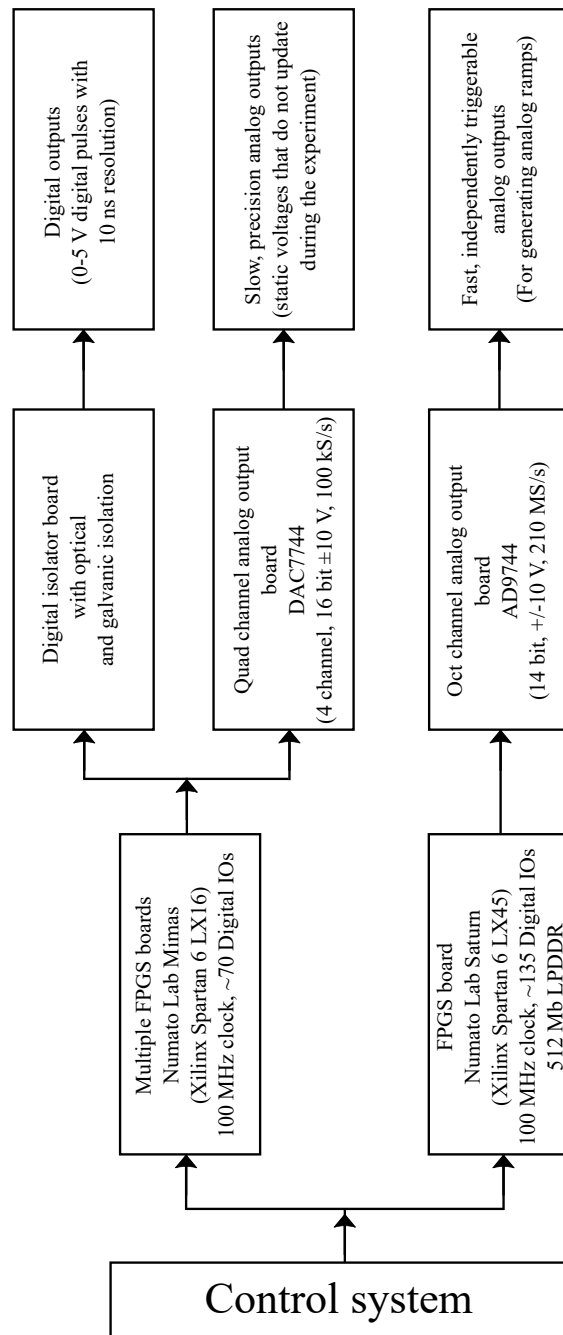 Control system
Multiple FPGS boards
Numato Lab Mimas
(Xilinx Spartan 6 LX16)
100 MHz clock, ~70 Digital IOs
Digital isolator board
with optical
and galvanic isolation
Digital outputs
(0-5 V digital pulses with
10 ns resolution)
Quad channel analog output
board
DAC7744
(4 channel, 16 bit ±10 V, 100 kS/s)
Slow, precision analog outputs
(static voltages that do not update
during the experiment)
FPGS board
Numato Lab Saturn
(Xilinx Spartan 6 LX45)
100 MHz clock, ~135 Digital IOs
512 Mb LPDDR
Oct channel analog output
board
AD9744
(14 bit, +/-10 V, 210 MS/s)
Fast, independently triggerable
analog outputs
(For generating analog ramps)